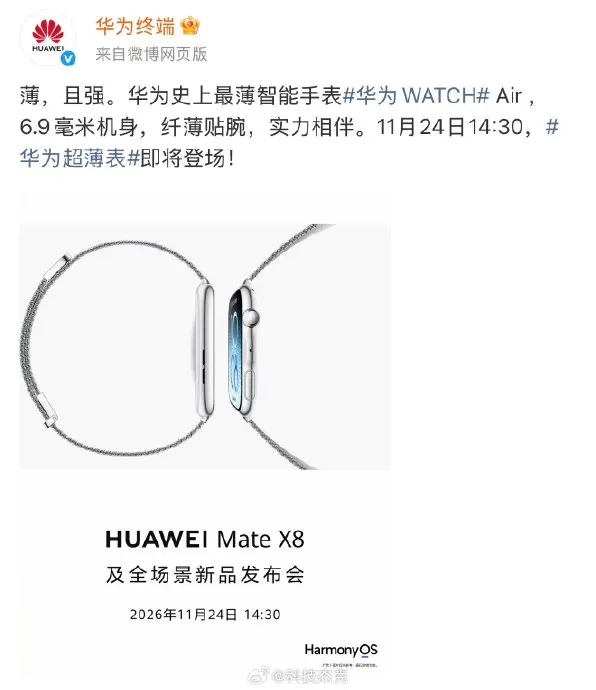 HUAWEI
华为终端
来自微博网页版
薄，且强。华为史上最薄智能手表#华为 WATCH# Air，
6.9毫米机身，纤薄贴腕，实力相伴。11月24日14:30，#
华为超薄表#即将登场！
HUAWEI Mate X8
及全场景新品发布会
2026年11月24日 14:30
HarmonyOS
@科技杰青